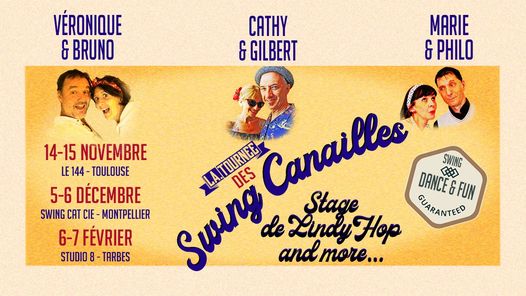 VÉRONIQUE
& BRUNO
CATHY
& GILBERT
MARIE
& PHILO
14-15 NOVEMBRE
LE 144 - TOULOUSE
5-6 DÉCEMBRE
SWING CAT CIE - MONTPELLIER
6-7 FÉVRIER
STUDIO 8 - TARBES
LA TOURNÉE
DES
Swing Canailles
Stage
de Lindy Hop
and more...
SWING
DANCE & FUN
GUARANTEED